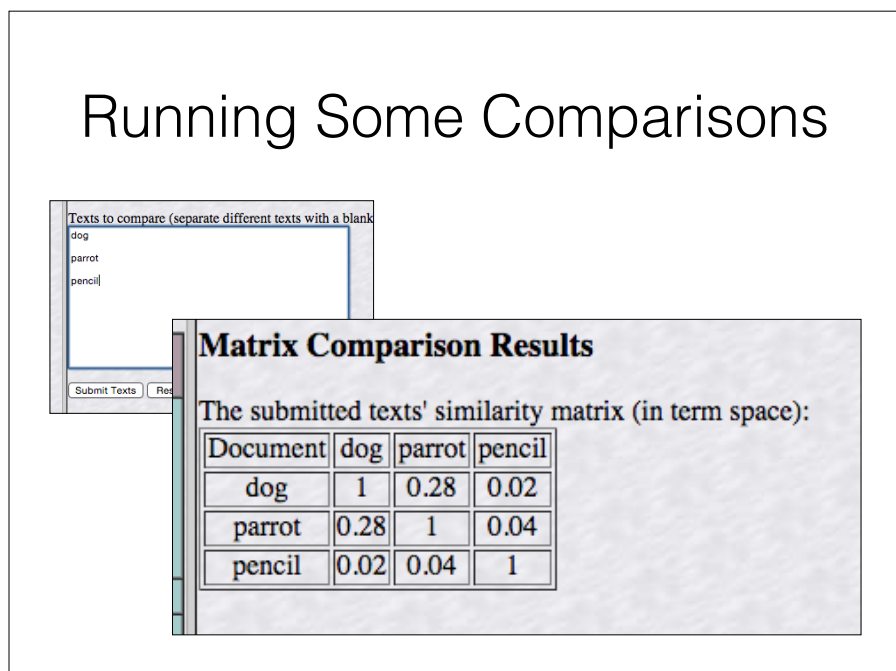 Running Some Comparisons
Texts to compare (separate different texts with a blank
dog
parrot
pencil
Submit Texts Res
Matrix Comparison Results
The submitted texts' similarity matrix (in term space):
Document dog parrot pencil
dog 1 0.28 0.02
parrot 0.28 1 0.04
pencil 0.02 0.04 1